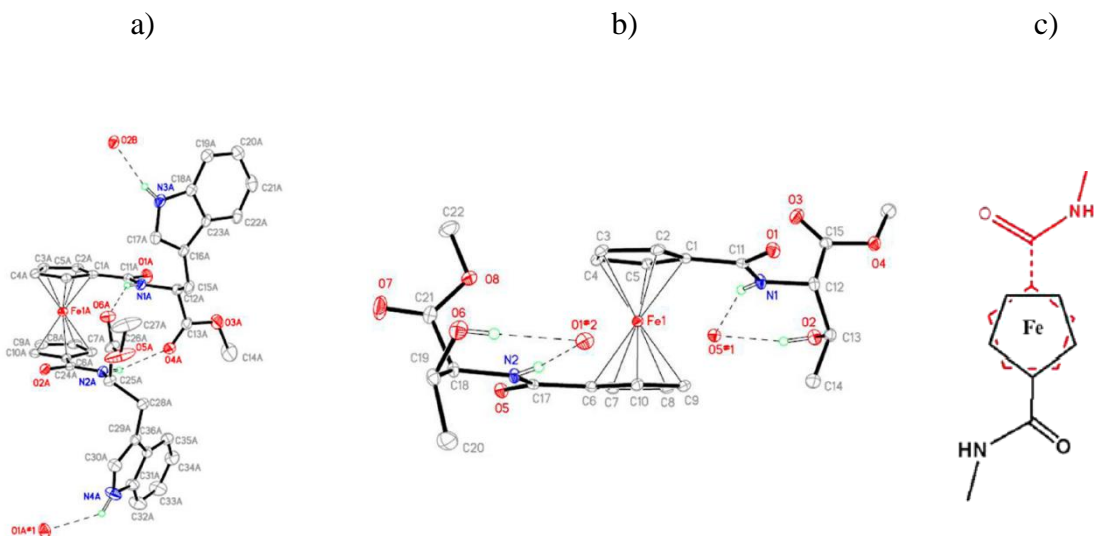 a)
b)
c)
O2B
C19A
C20A
C18A
N3A
C21A
C23A
C22A
C17A
C16A
C3A
C2A
C5A
C4A
C1A
C11A
O1A
N1A
C15A
C12A
O6A
Fe1A
C27A
O3A
C7A
C26A
C13A
C8A
C9A
O5A
C10A
C6A
O4A
C14A
O2A
C24A
N2A
C25A
C28A
C29A
C36A
C35A
C30A
C34A
C31A
N4A
C33A
C32A
O1A#1
C22
O8
O7
C21
O6
O1#2
C19
N2
C18
O5
C17
C20
C3
C2
C1
C4
C5
Fe1
C6
C7
C10
C8
C9
O3
C15
O1
C11
O4
N1
C12
O2
C13
O5#1
C14
O
NH
Fe
HN
O